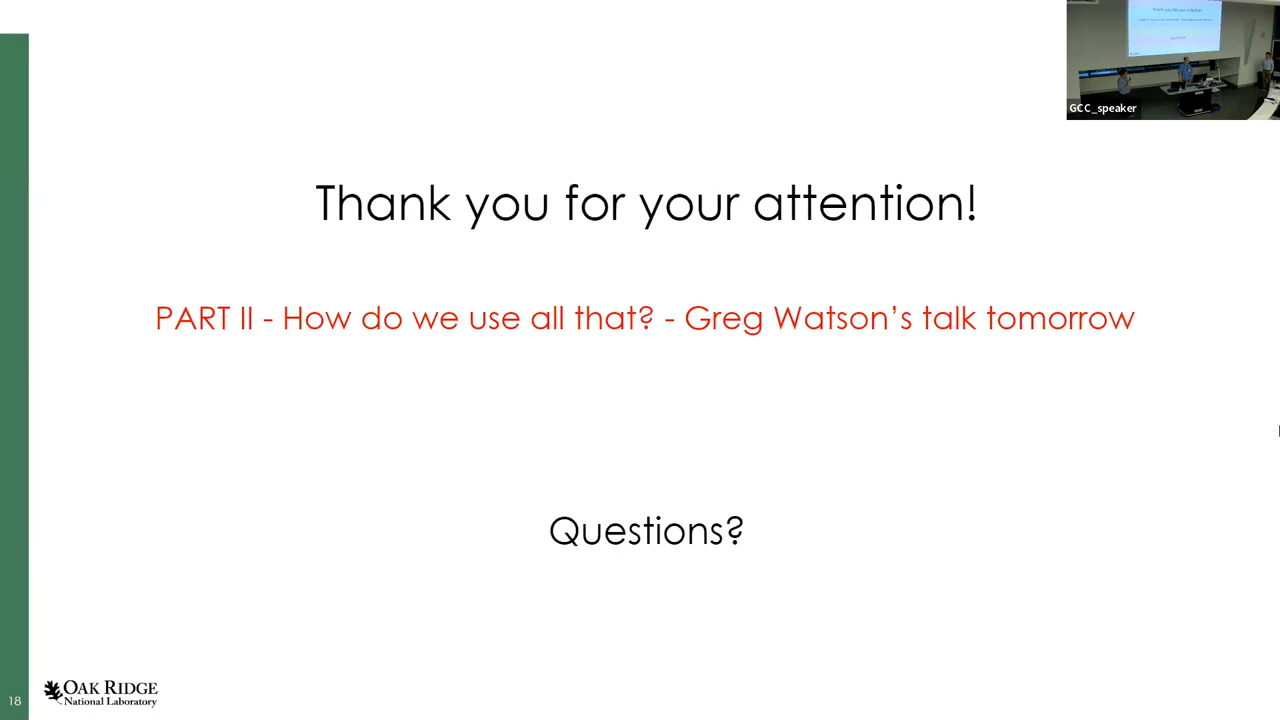 GCC_speaker
Thank you for your attention!
PART II - How do we use all that? - Greg Watson’s talk tomorrow
Questions?
18
OAK RIDGE
National Laboratory